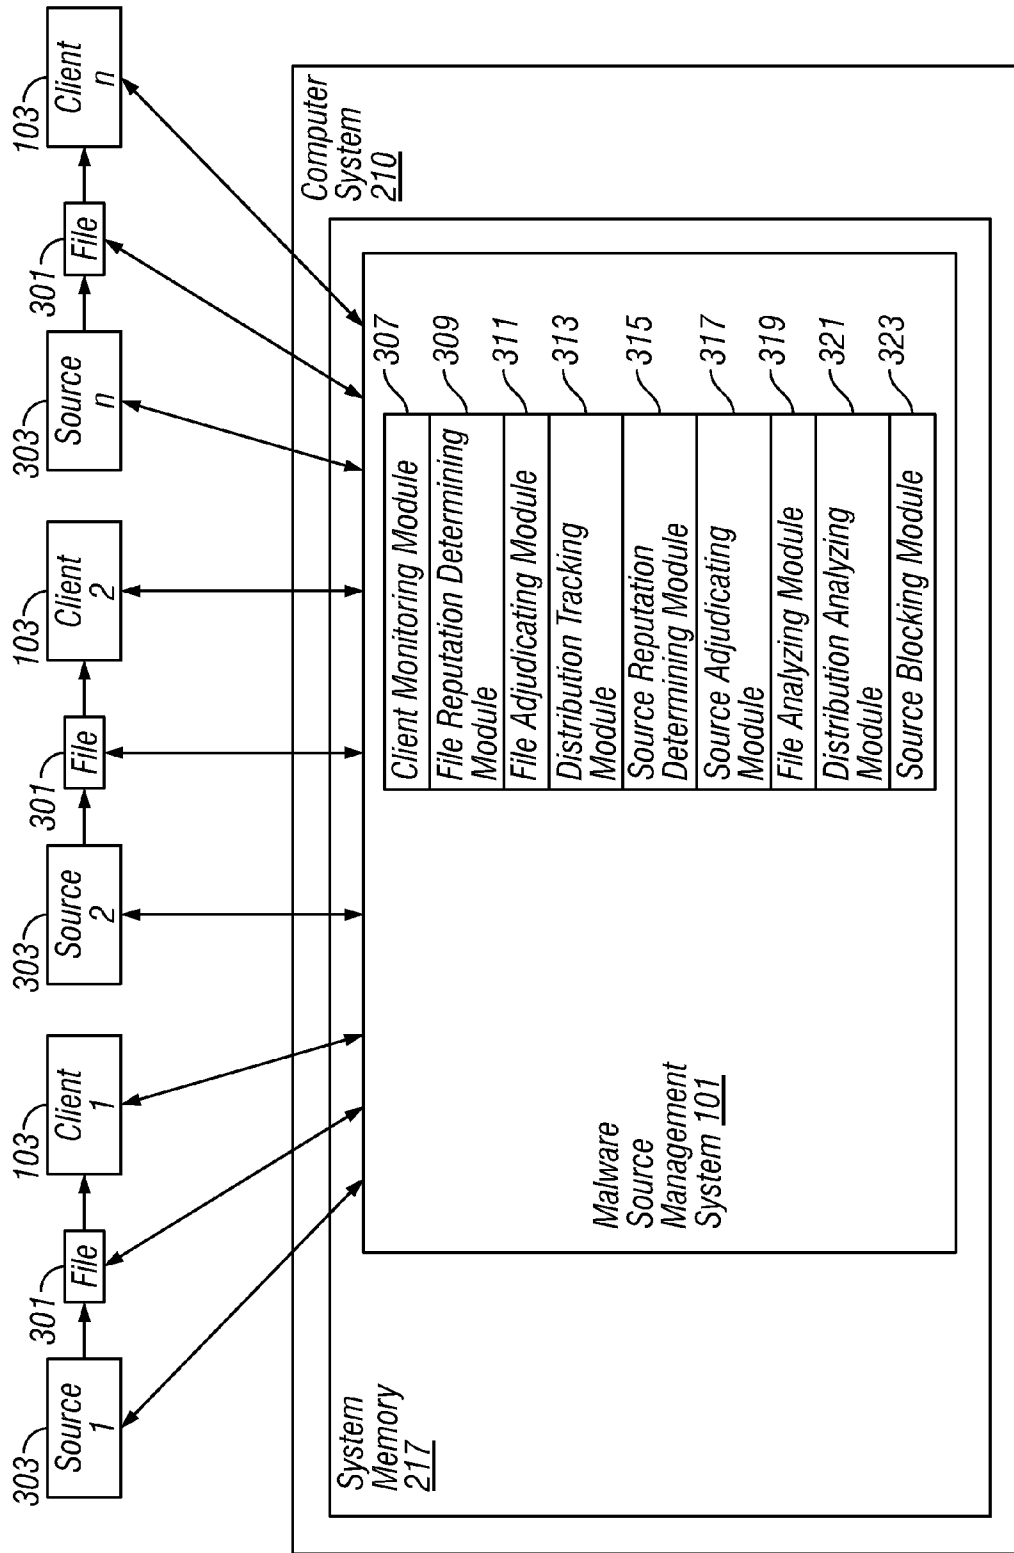 303
Source
1
301
File
103
Client
1
303
Source
2
301
File
103
Client
2
303
Source
n
301
File
103
Client
n
Computer
System
210
System
Memory
217
Malware
Source
Management
System 101
Client Monitoring Module
307
File Reputation Determining
Module
309
File Adjudicating Module
311
Distribution Tracking
Module
313
Source Reputation
Determining Module
315
Source Adjudicating
Module
317
File Analyzing Module
319
Distribution Analyzing
Module
321
Source Blocking Module
323